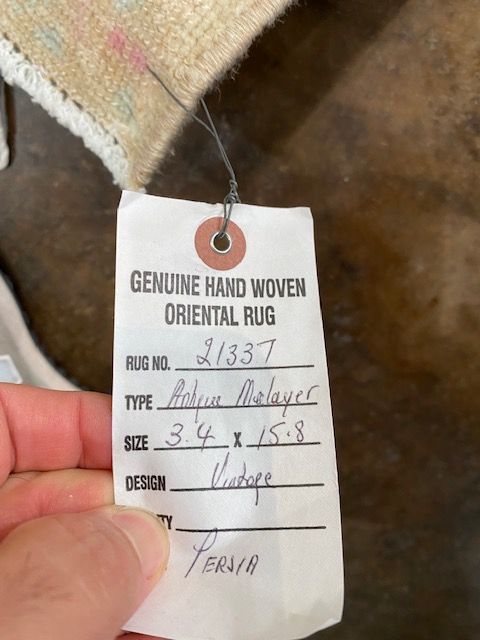 GENUINE HAND WOVEN
ORIENTAL RUG
RUG NO. 21337
TYPE Antique Maslayer
SIZE 3.4 X 15.8
DESIGN Vintage
TY
PERSIA